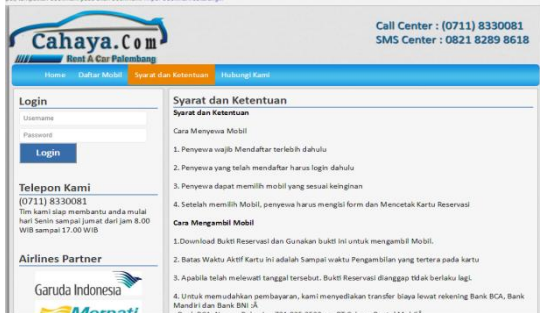 Cahaya.Com
Rent A Car Palembang
Call Center : (0711) 8330081
SMS Center : 0821 8289 8618
Home
Daftar Mobil
Syarat dan Ketentuan
Hubungi Kami
Login
Username
Password
Login
Telepon Kami
(0711) 8330081
Tim kami siap membantu anda mulai
hari Senin sampai Jumat dari jam 8.00
WIB sampai 17.00 WIB
Airlines Partner
Garuda Indonesia
Merpati
Syarat dan Ketentuan
Syarat dan Ketentuan
Cara Menyewa Mobil
1. Penyewa wajib Mendaftar terlebih dahulu
2. Penyewa yang telah mendaftar harus login dahulu
3. Penyewa dapat memilih mobil yang sesuai keinginan
4. Setelah memilih Mobil, penyewa harus mengisi form dan Mencetak Kartu Reservasi
Cara Mengambil Mobil
1.Download Bukti Reservasi dan Gunakan bukti ini untuk mengambil Mobil.
2. Batas Waktu Aktif Kartu ini adalah Sampai waktu Pengambilan yang tertera pada kartu
3. Apabila telah melewati tanggal tersebut. Bukti Reservasi dianggap tidak berlaku lagi.
4. Untuk memudahkan pembayaran, kami menyediakan transfer biaya lewat rekening Bank BCA, Bank
Mandiri dan Bank BNI :Â